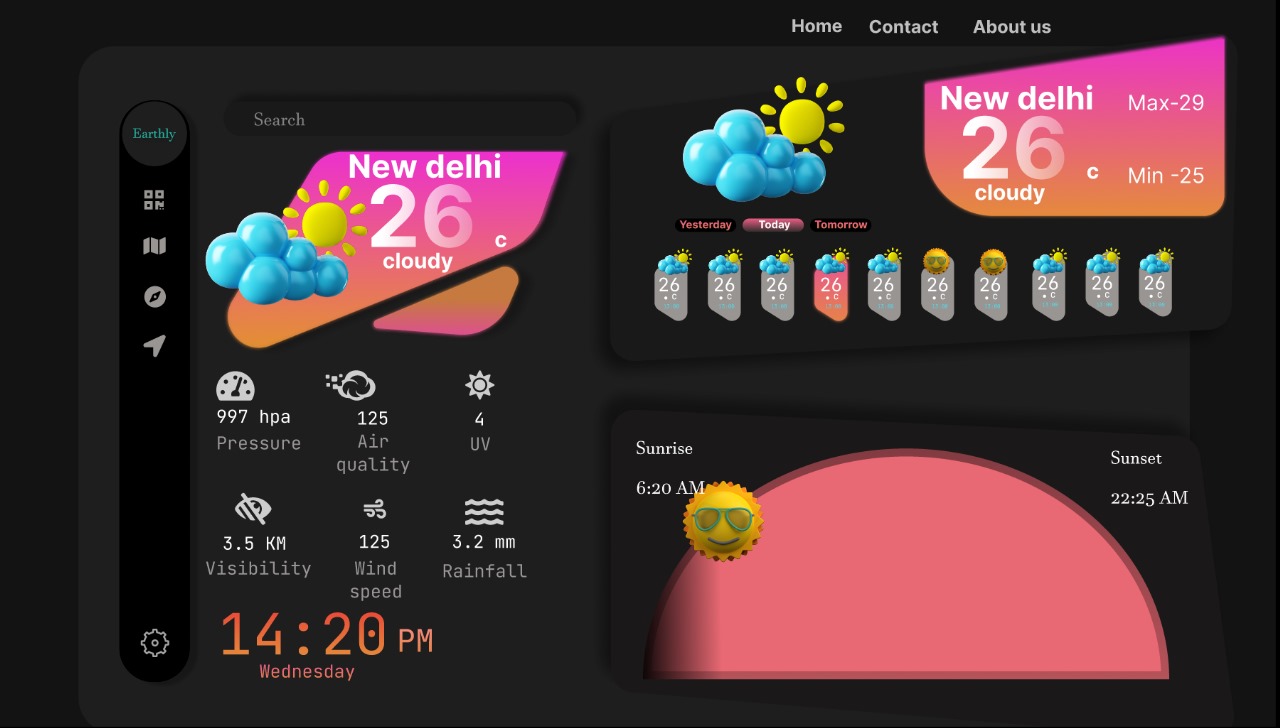 Home Contact About us
Earthly
Search
New delhi
26 c
cloudy
997 hpa
Pressure
125
Air
quality
4
UV
3.5 KM
Visibility
125
Wind
speed
3.2 mm
Rainfall
14:20 PM
Wednesday
New delhi
26 c
cloudy
Max-29
Min -25
Yesterday Today Tomorrow
26 26 26 26 26 26 26 26 26 26
c c c c c c c c c c
Sunrise
6:20 AM
Sunset
22:25 AM